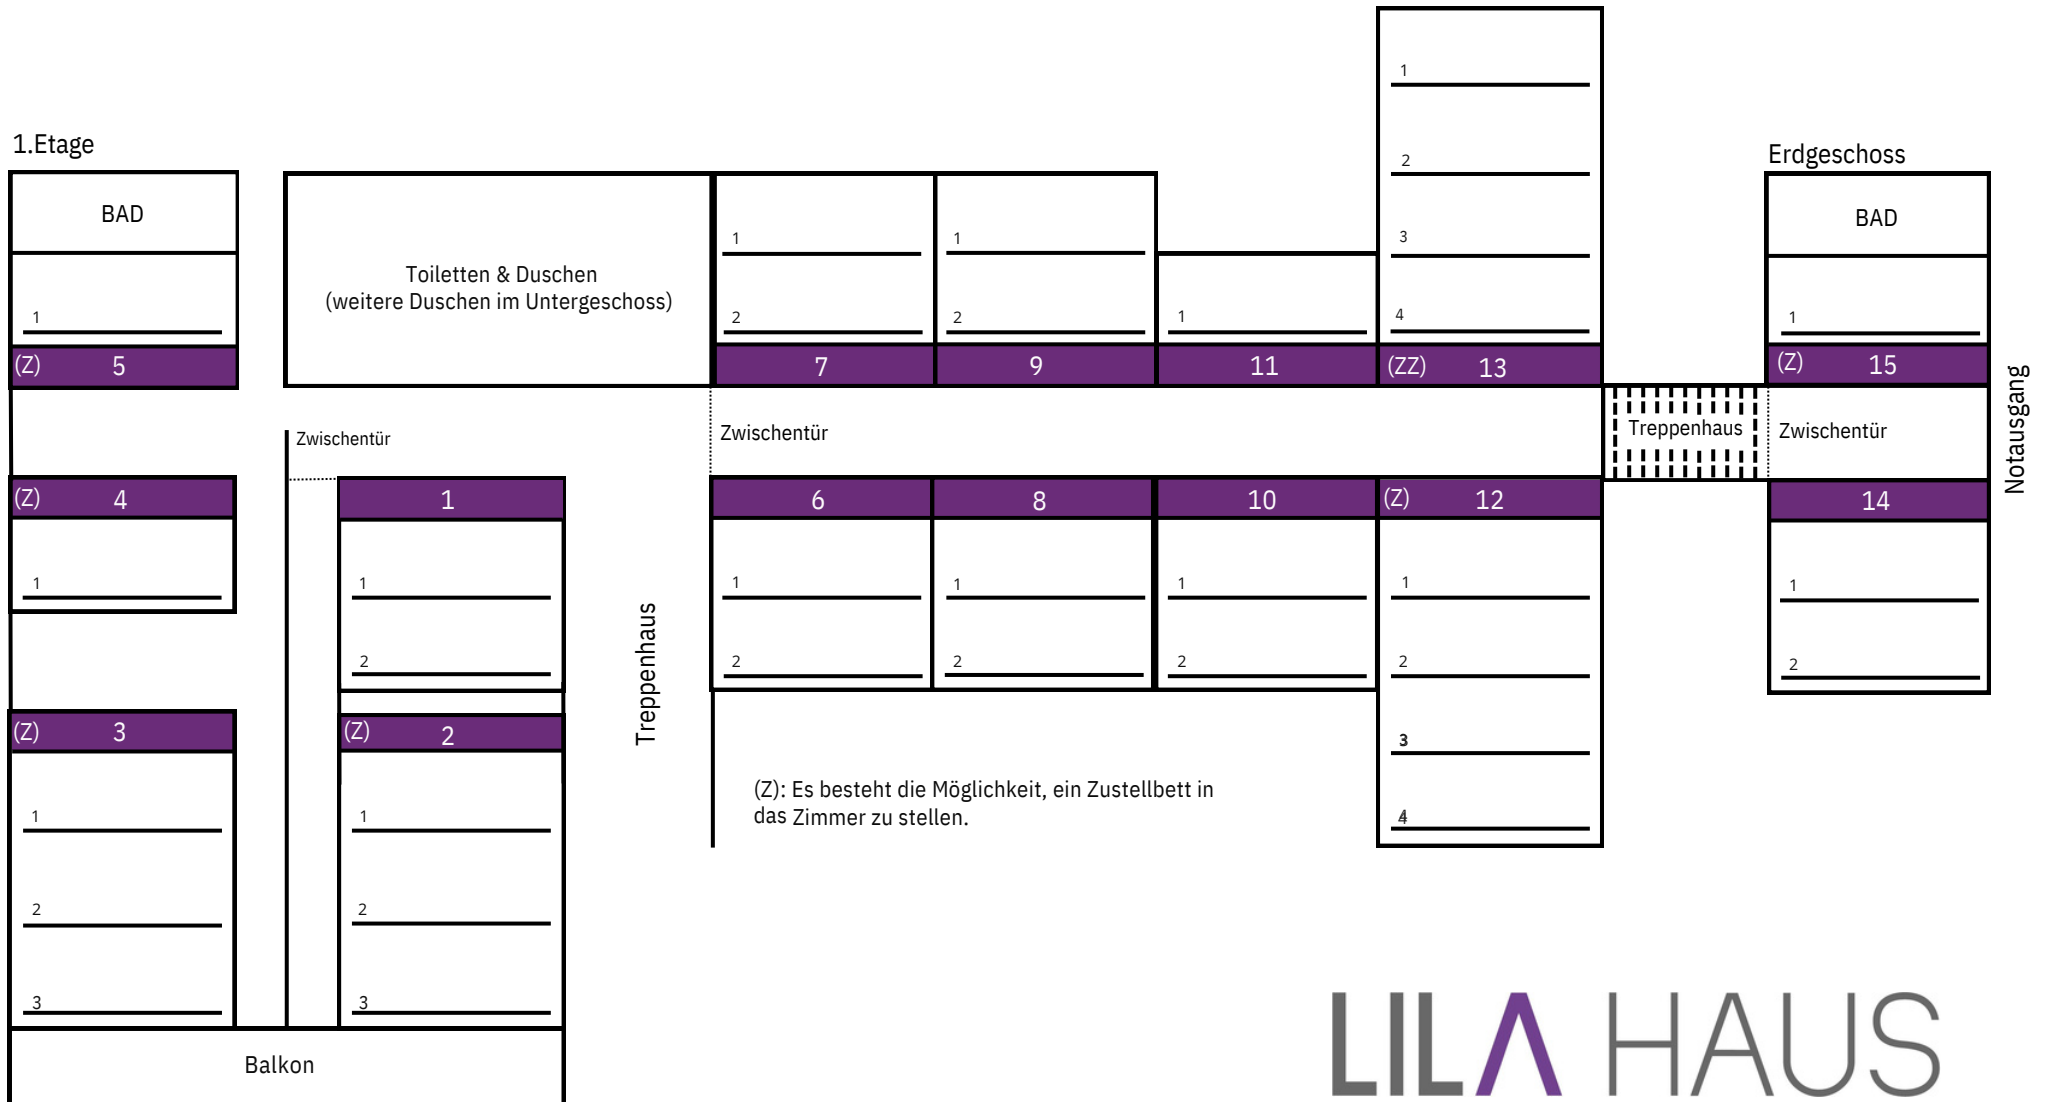 1.Etage
BAD
1
(Z) 5
Toiletten & Duschen
(weitere Duschen im Untergeschoss)
1
2
7
1
2
9
1
11
1
2
3
4
(ZZ) 13
Erdgeschoss
BAD
1
(Z) 15
Zwischentür
Zwischentür
Treppenhaus
Zwischentür
Notausgang
(Z) 4
1
1
1
2
Treppenhaus
6
1
2
8
1
2
10
1
2
(Z) 12
1
2
3
4
14
1
2
(Z) 3
1
2
3
(Z) 2
1
2
3
(Z): Es besteht die Möglichkeit, ein Zustellbett in
das Zimmer zu stellen.
Balkon
LILA HAUS